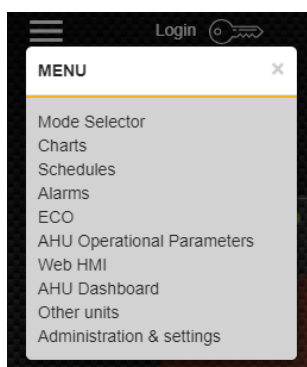 Login
MENU ×
Mode Selector
Charts
Schedules
Alarms
ECO
AHU Operational Parameters
Web HMI
AHU Dashboard
Other units
Administration & settings